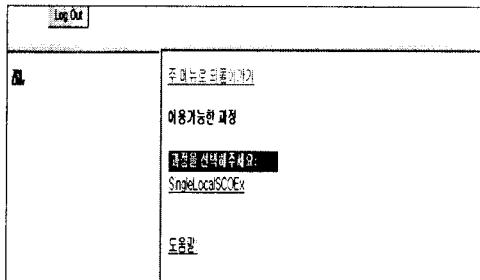 Log Out
주 메뉴로 되돌아가기
이용가능한 과정
과정을 선택해주세요:
SingleLocalSCOEx
도움말